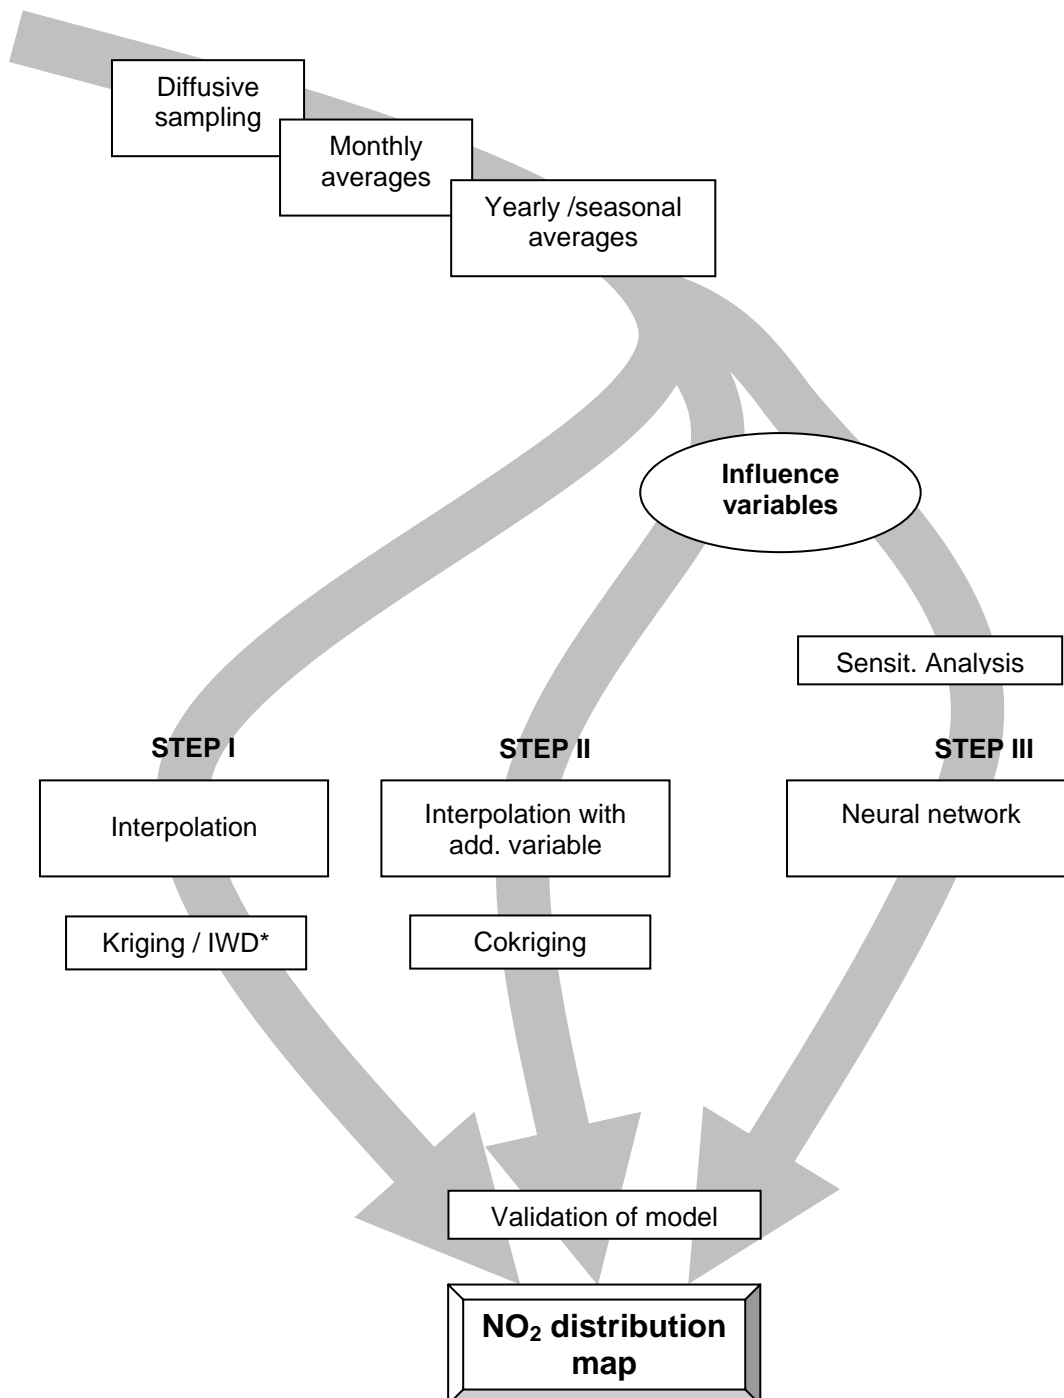 Diffusive
sampling
Monthly
averages
Yearly /seasonal
averages
Influence
variables
Sensit. Analysis
STEP I
STEP II
STEP III
Interpolation
Interpolation with
add. variable
Neural network
Kriging / IWD*
Cokriging
Validation of model
NO₂ distribution
map